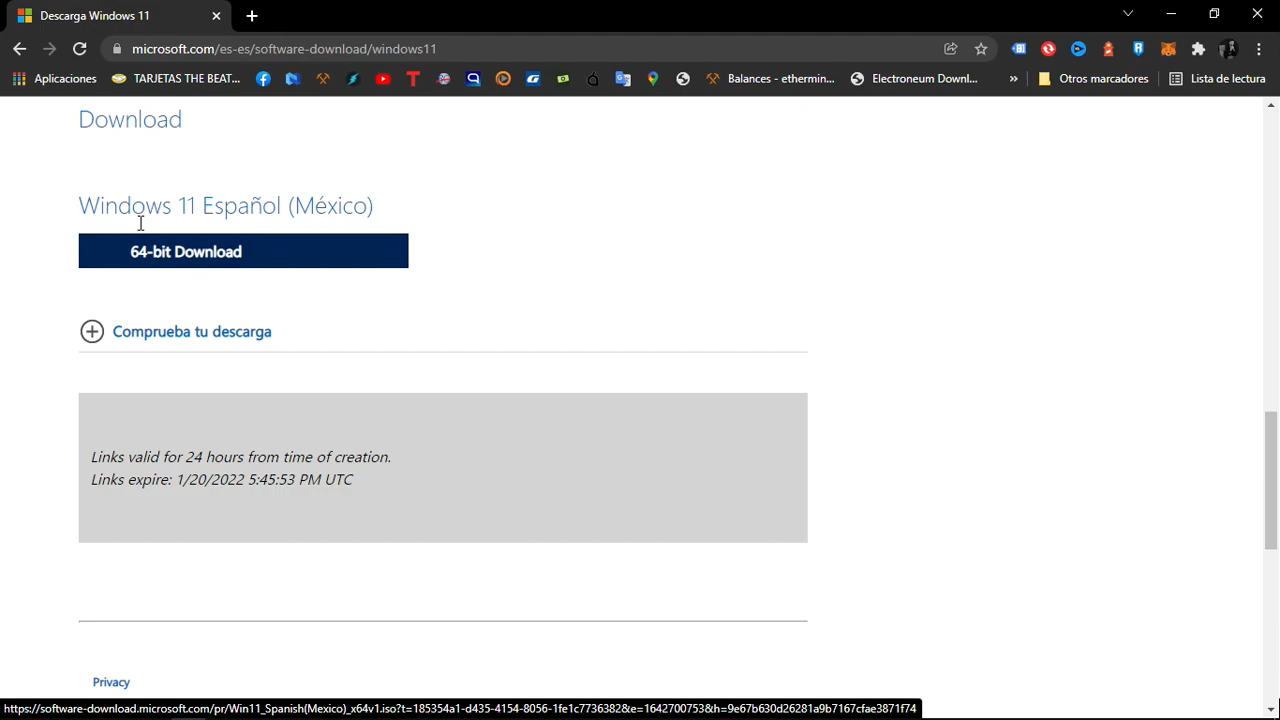 Descarga Windows 11
microsoft.com/es-es/software-download/windows11
Aplicaciones TARJETAS THE BEAT... Balances - ethermin... Electroneum Downl... » Otros marcadores Lista de lectura
Download
Windows 11 Español (México)
64-bit Download
Comprueba tu descarga
Links valid for 24 hours from time of creation.
Links expire: 1/20/2022 5:45:53 PM UTC
Privacy
https://software-download.microsoft.com/pr/Win11_Spanish(Mexico)_x64v1.iso?t=185354a1-d435-4154-8056-1fe1c7736382&e=1642700753&h=9e67b630d26281a9b7167cfae3871f74